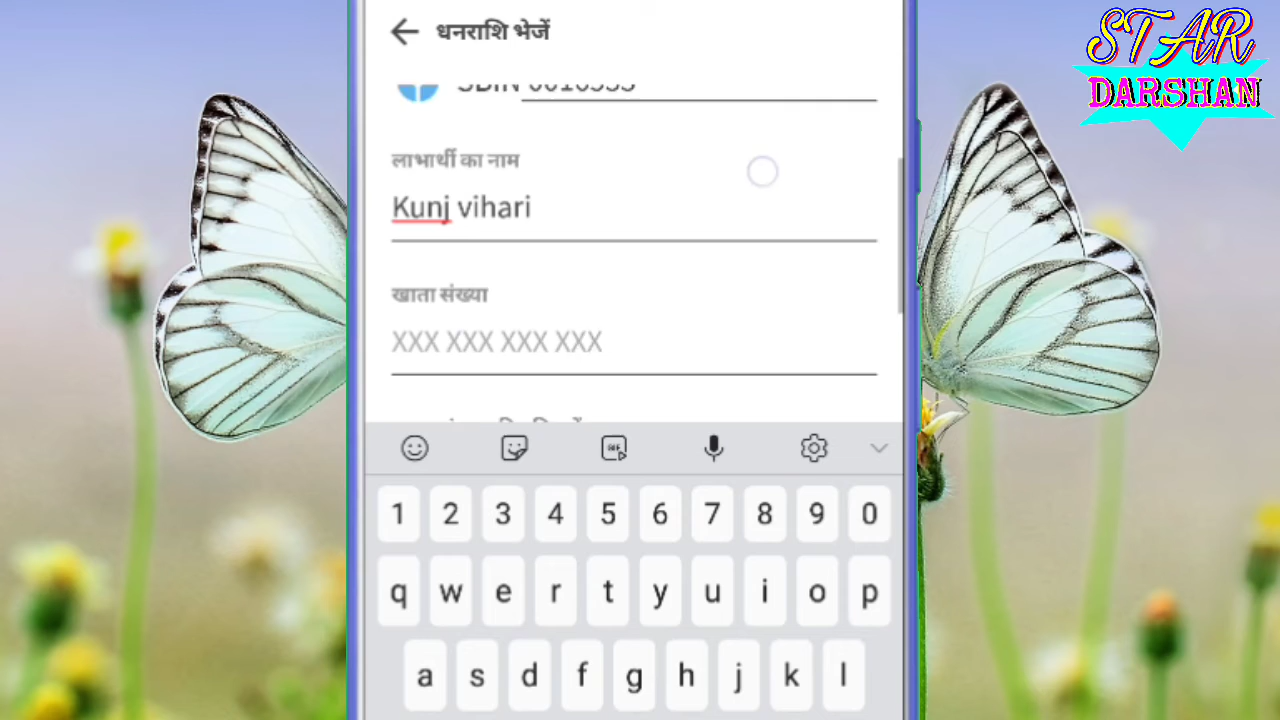 STAR
DARSHAN
धनराशि भेजें
लाभार्थी का नाम
Kunj vihari
खाता संख्या
XXX XXX XXX XXX
GIF
1 2 3 4 5 6 7 8 9 0
q w e r t y u i o p
a s d f g h j k l